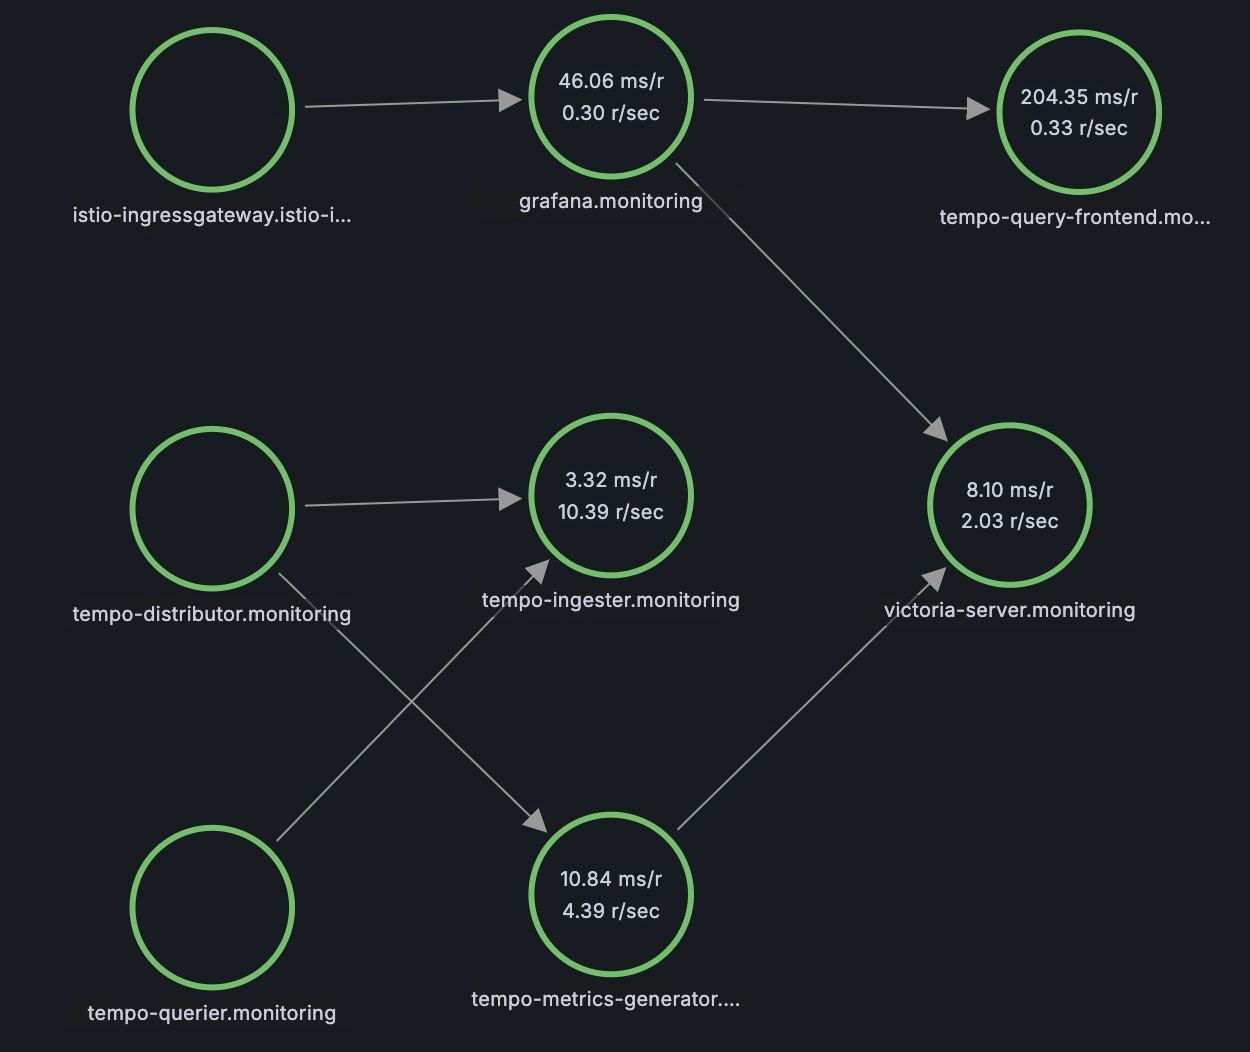 46.06 ms/r
0.30 r/sec
204.35 ms/r
0.33 r/sec
istio-ingressgateway.istio-i...
grafana.monitoring
tempo-query-frontend.mo...
3.32 ms/r
10.39 r/sec
8.10 ms/r
2.03 r/sec
tempo-distributor.monitoring
tempo-ingester.monitoring
victoria-server.monitoring
10.84 ms/r
4.39 r/sec
tempo-querier.monitoring
tempo-metrics-generator....